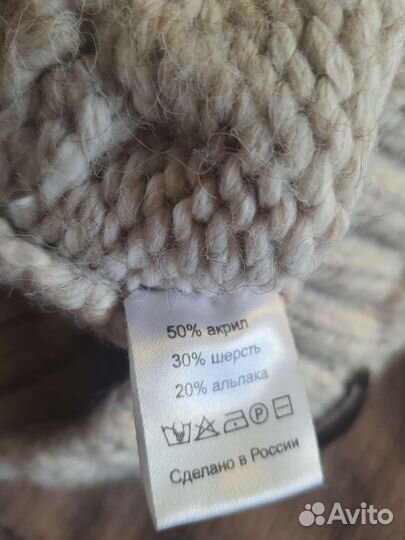 50% акрил
30% шерсть
20% альпака
P
Сделано в России
Avito